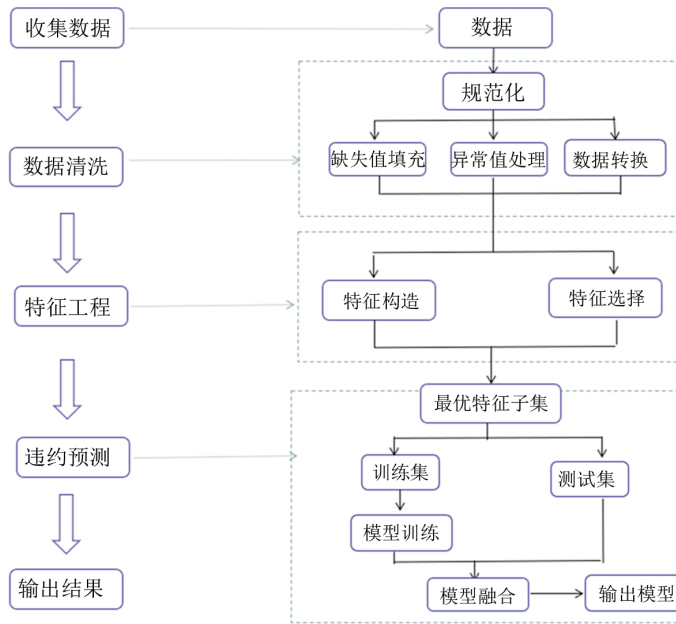 收集数据
数据
规范化
数据清洗
缺失值填充
异常值处理
数据转换
特征工程
特征构造
特征选择
最优特征子集
违约预测
训练集
测试集
模型训练
输出结果
模型融合
输出模型